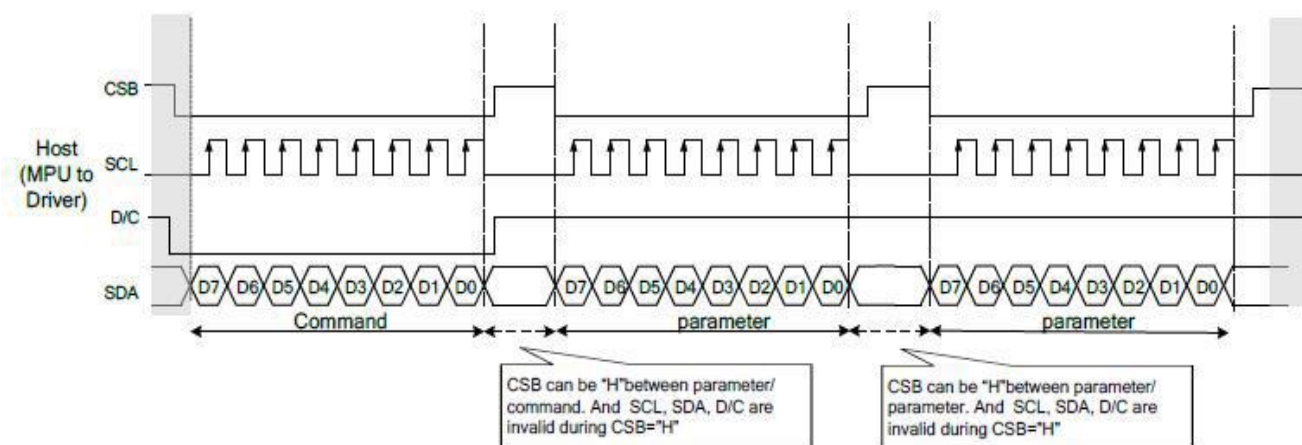 CSB
Host
(MPU to
Driver)
SCL
D/C
SDA
D7 D6 D5 D4 D3 D2 D1 D0
D7 D6 D5 D4 D3 D2 D1 D0
D7 D6 D5 D4 D3 D2 D1 D0
Command
parameter
parameter
CSB can be "H"between parameter/
command. And SCL, SDA, D/C are
invalid during CSB="H"
CSB can be "H"between parameter/
parameter. And SCL, SDA, D/C are
invalid during CSB="H"